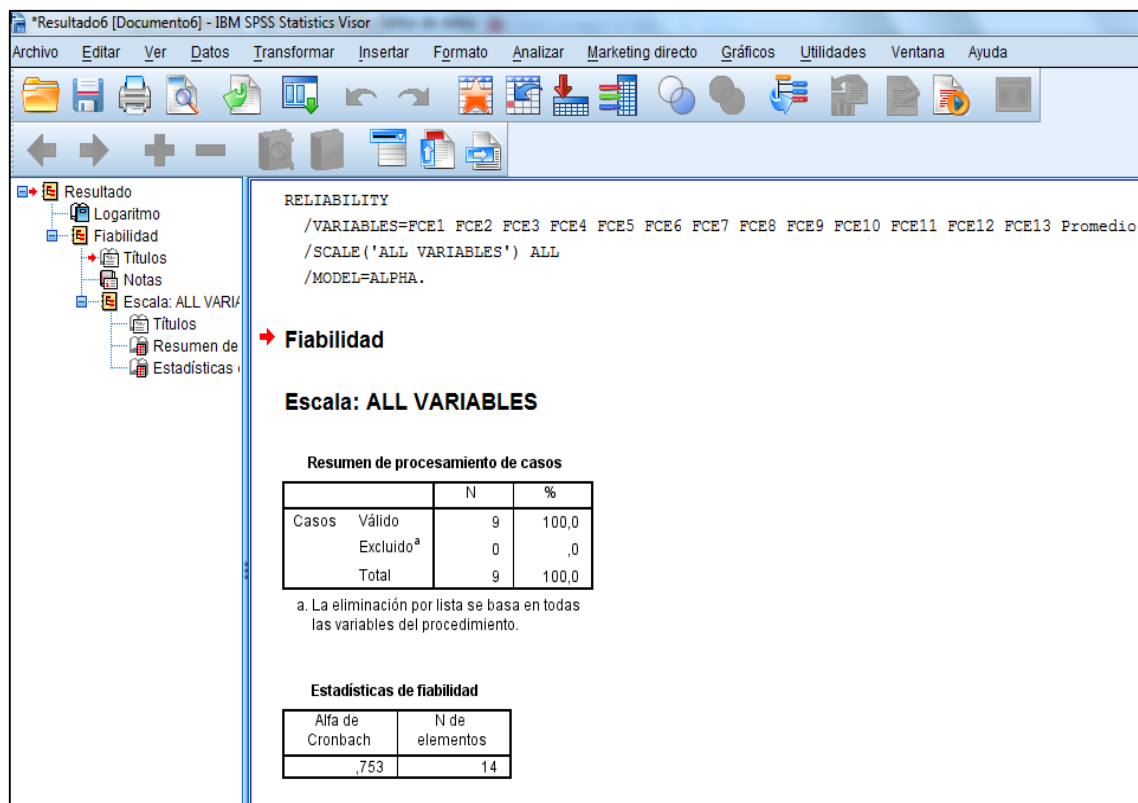 *Resultado6 [Documento6] - IBM SPSS Statistics Visor
Archivo Editar Ver Datos Transformar Insertar Formato Analizar Marketing directo Gráficos Utilidades Ventana Ayuda
Resultado
Logaritmo
Fiabilidad
Títulos
Notas
Escala: ALL VARIA
Títulos
Resumen de
Estadísticas
RELIABILITY
/VARIABLES=FCE1 FCE2 FCE3 FCE4 FCE5 FCE6 FCE7 FCE8 FCE9 FCE10 FCE11 FCE12 FCE13 Promedio
/SCALE('ALL VARIABLES') ALL
/MODEL=ALPHA.
Fiabilidad
Escala: ALL VARIABLES
Resumen de procesamiento de casos
N %
Casos Válido 9 100,0
Excluido^a 0 ,0
Total 9 100,0
a. La eliminación por lista se basa en todas
las variables del procedimiento.
Estadísticas de fiabilidad
Alfa de N de
Cronbach elementos
,753 14